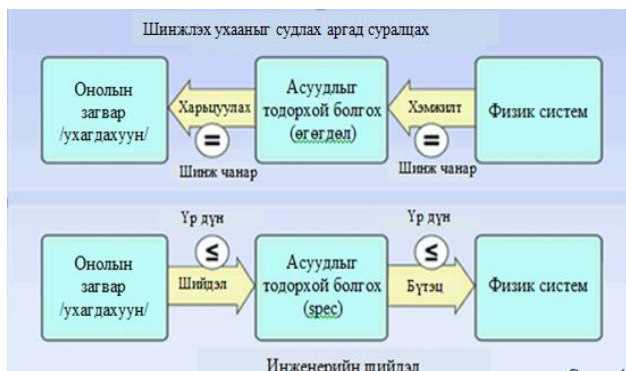 Шинжлэх ухааныг судлах аргад суралцах
Онолын
загвар
/ухагдахуун/
Харьцуулах
=
Шинж чанар
Асуудлыг
тодорхой болгох
(өгөгдөл)
Хэмжилт
=
Шинж чанар
Физик систем
Үр дүн
Үр дүн
Онолын
загвар
/ухагдахуун/
≤
Шийдэл
Асуудлыг
тодорхой болгох
(spec)
≤
Бүтэц
Физик систем
Инженерийн шийдэл